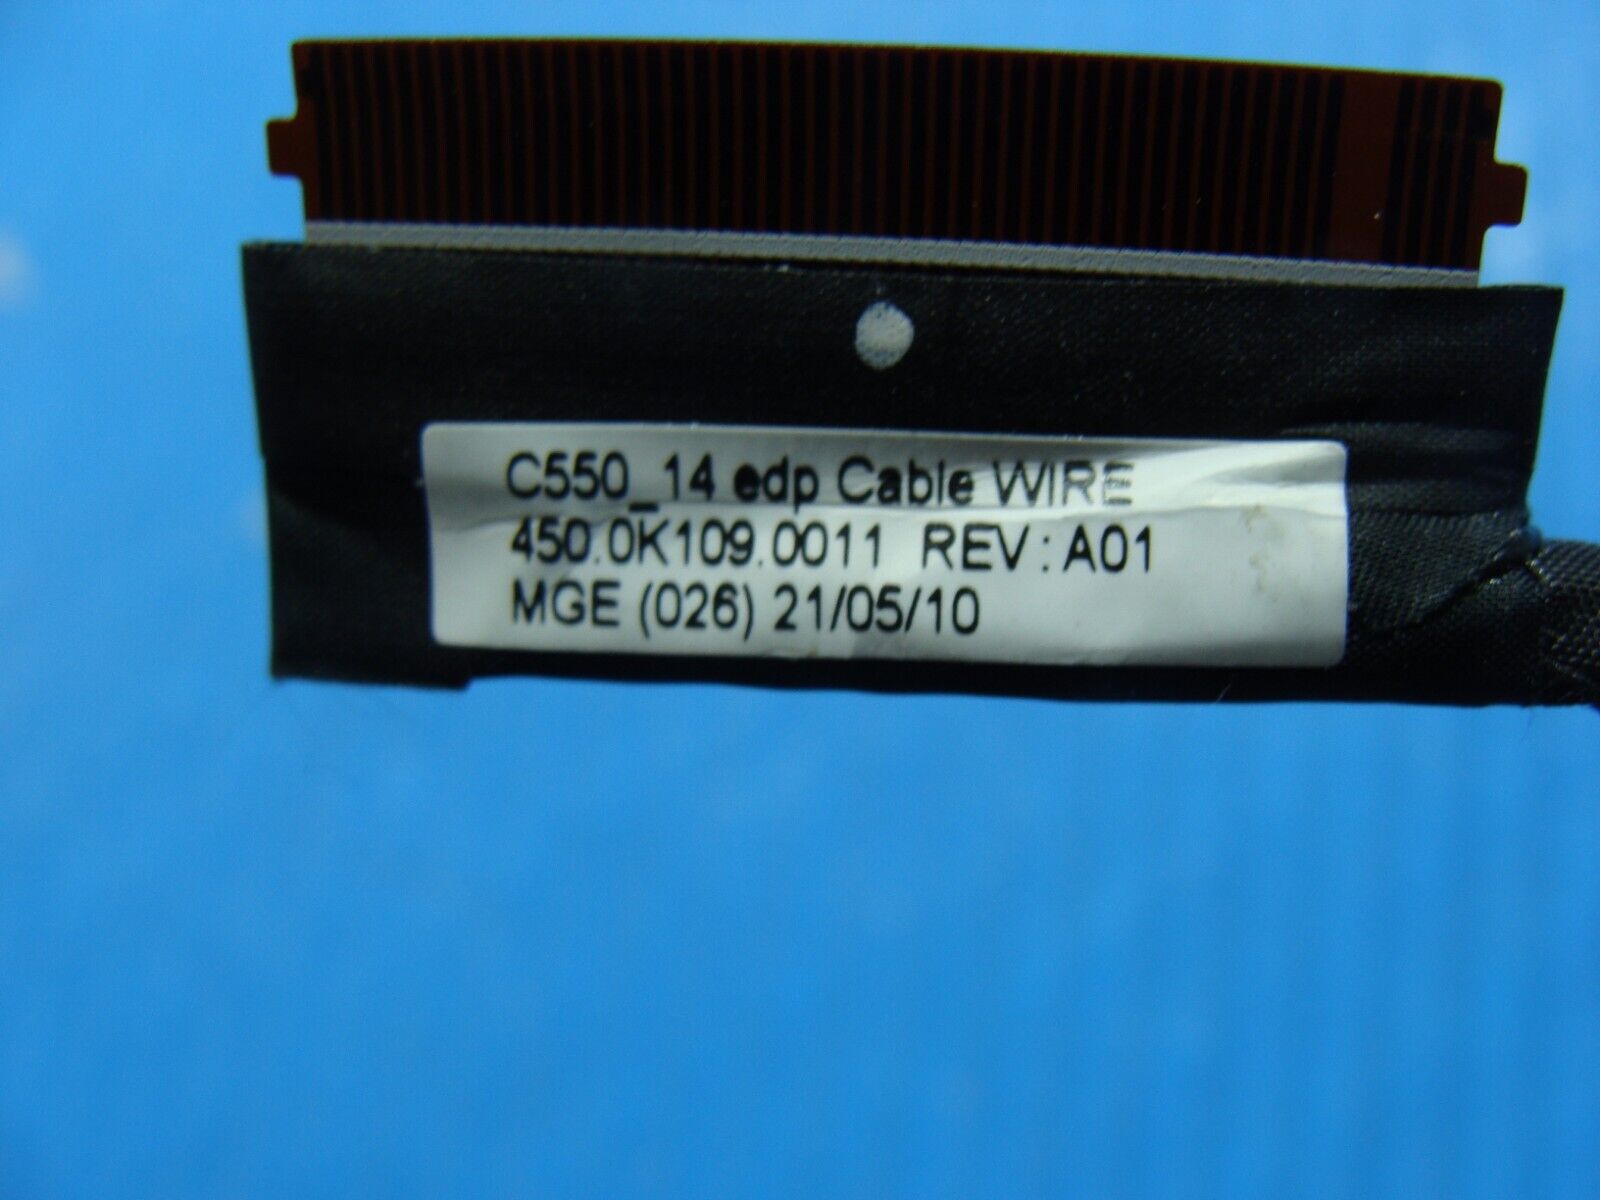 C550_14 edp Cable WIRE
450.0K109.0011 REV : A01
MGE (026) 21/05/10